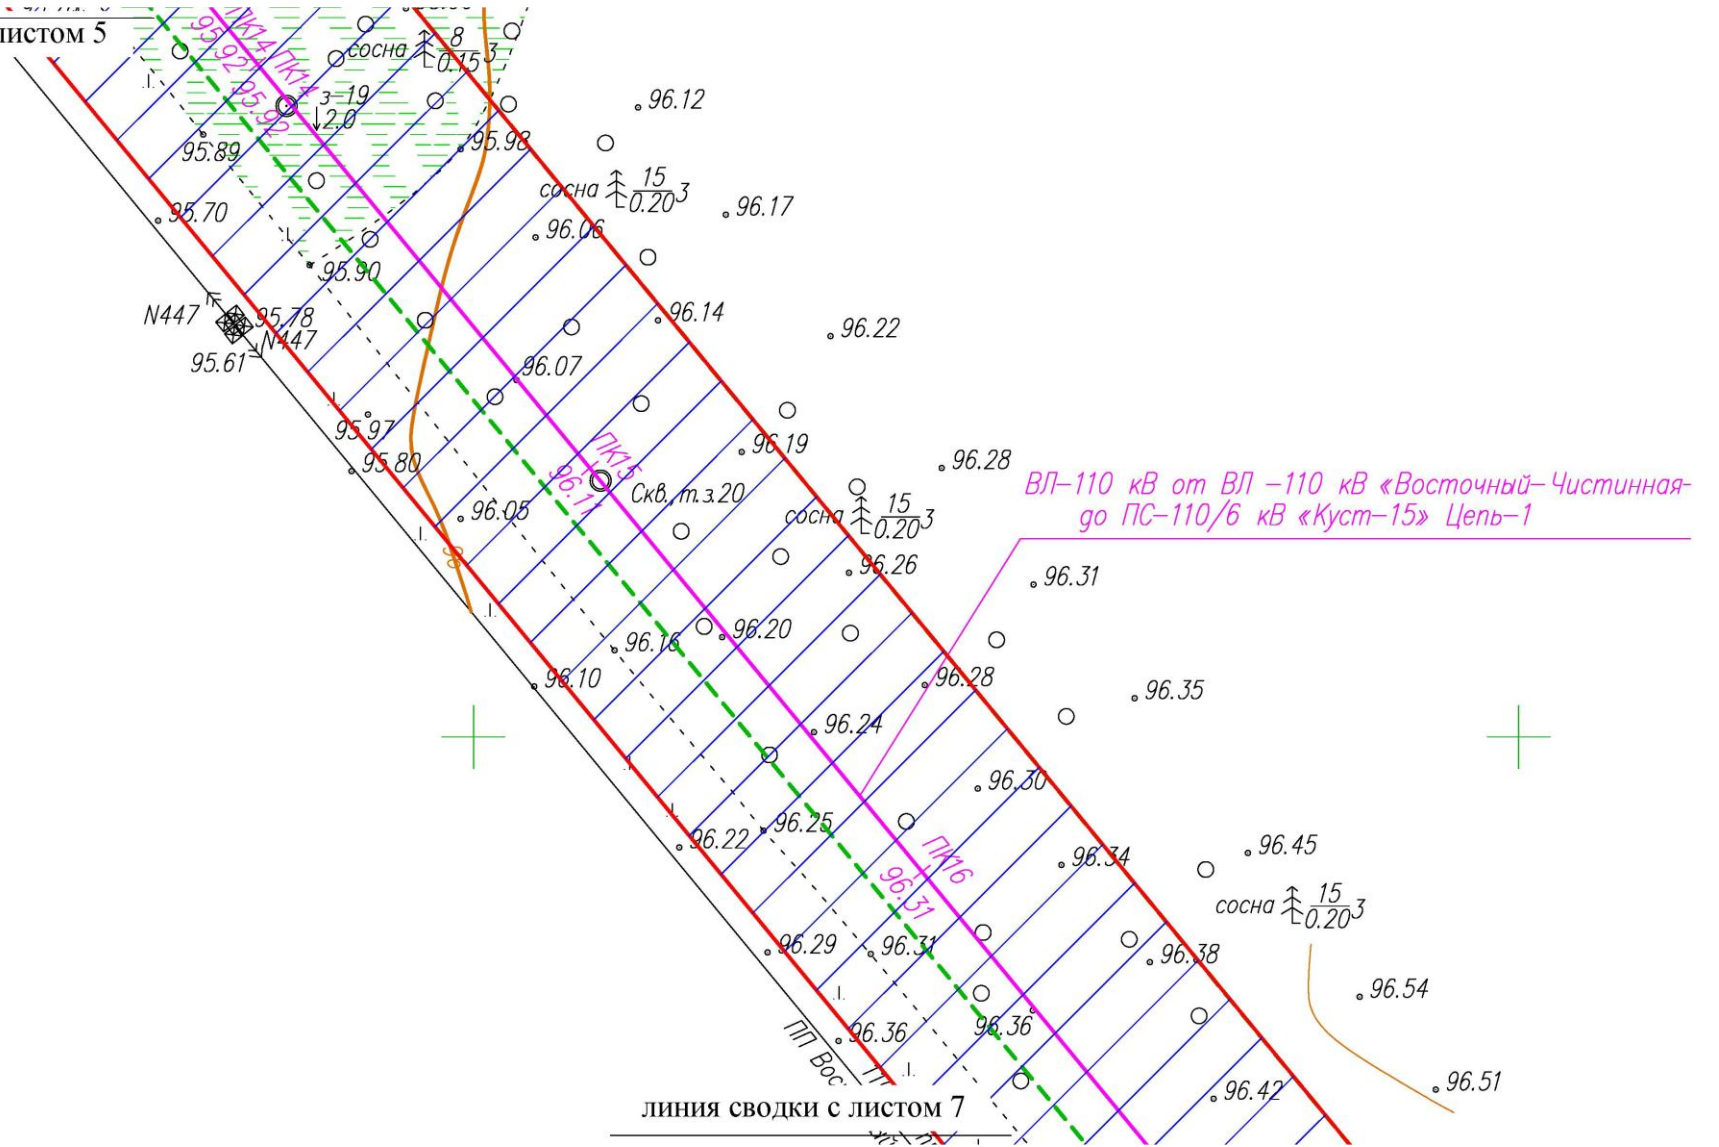 листом 5
ПК14 ПК14
95.92 95.92
сосна 8
0.15 3
з-19
2.0
96.12
95.98
95.89
сосна 15
0.20 3
96.17
95.70
96.06
95.90
N447
95.78
N447
95.61
96.14
96.22
96.07
95.97
96.19
95.80
96.28
ПК15
96.11
Скв., т.з.20
96.05
96
сосна 15
0.20 3
ВЛ-110 кВ от ВЛ -110 кВ «Восточный-Чистинная-
до ПС-110/6 кВ «Куст-15» Цепь-1
96.26
96.31
96.20
96.16
96.10
96.28
96.35
96.24
96.30
96.25
96.22
96.34
96.45
ПК16
96.31
сосна 15
0.20 3
96.29
96.31
96.38
96.54
96.36
96.36
ПП Вос
96.51
96.42
линия сводки с листом 7